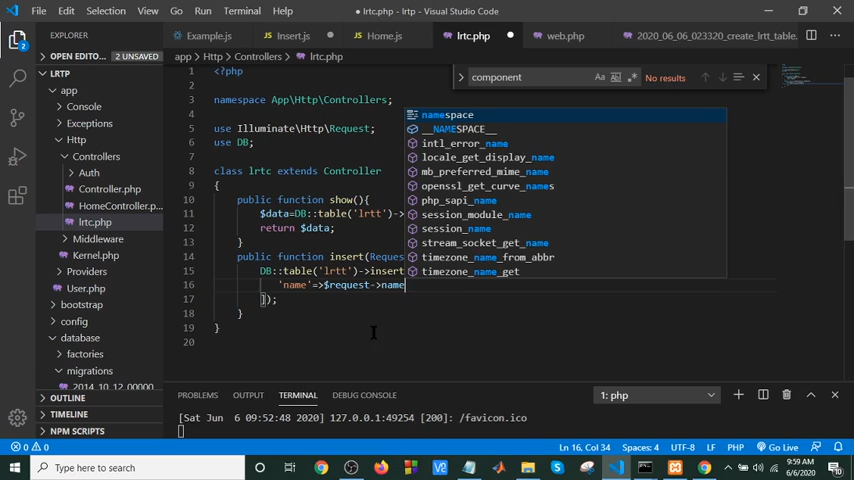 File Edit Selection View Go Run Terminal Help
● lrtc.php - lrtp - Visual Studio Code
EXPLORER
OPEN EDITO... 2 UNSAVED
LRTP
app
Console
Exceptions
Http
Controllers
Auth
Controller.php
HomeController.p...
lrtc.php
Middleware
Kernel.php
Providers
User.php
bootstrap
config
database
factories
migrations
2014_10_12_00000
OUTLINE
TIMELINE
NPM SCRIPTS
2
Example.js Insert.js Home.js lrtc.php web.php 2020_06_06_023320_create_lrtt_table.
app > Http > Controllers > lrtc.php
component Aa Ab| .* No results
1 <?php
2
3 namespace App\Http\Controllers;
4
5 use Illuminate\Http\Request;
6 use DB;
7
8 class lrtc extends Controller
9 {
10 public function show(){
11 $data=DB::table('lrtt')->
12 return $data;
13 }
14 public function insert(Reques
15 DB::table('lrtt')->insert
16 'name'=>$request->name
17 ]);
18 }
19 }
20
namespace
__NAMESPACE__
intl_error_name
locale_get_display_name
mb_preferred_mime_name
openssl_get_curve_names
php_sapi_name
session_module_name
session_name
stream_socket_get_name
timezone_name_from_abbr
timezone_name_get
PROBLEMS OUTPUT TERMINAL DEBUG CONSOLE 1: php
[Sat Jun 6 09:52:48 2020] 127.0.0.1:49254 [200]: /favicon.ico
0 0 Ln 16, Col 34 Spaces: 4 UTF-8 LF PHP Go Live
Type here to search
9:59 AM
6/6/2020
10